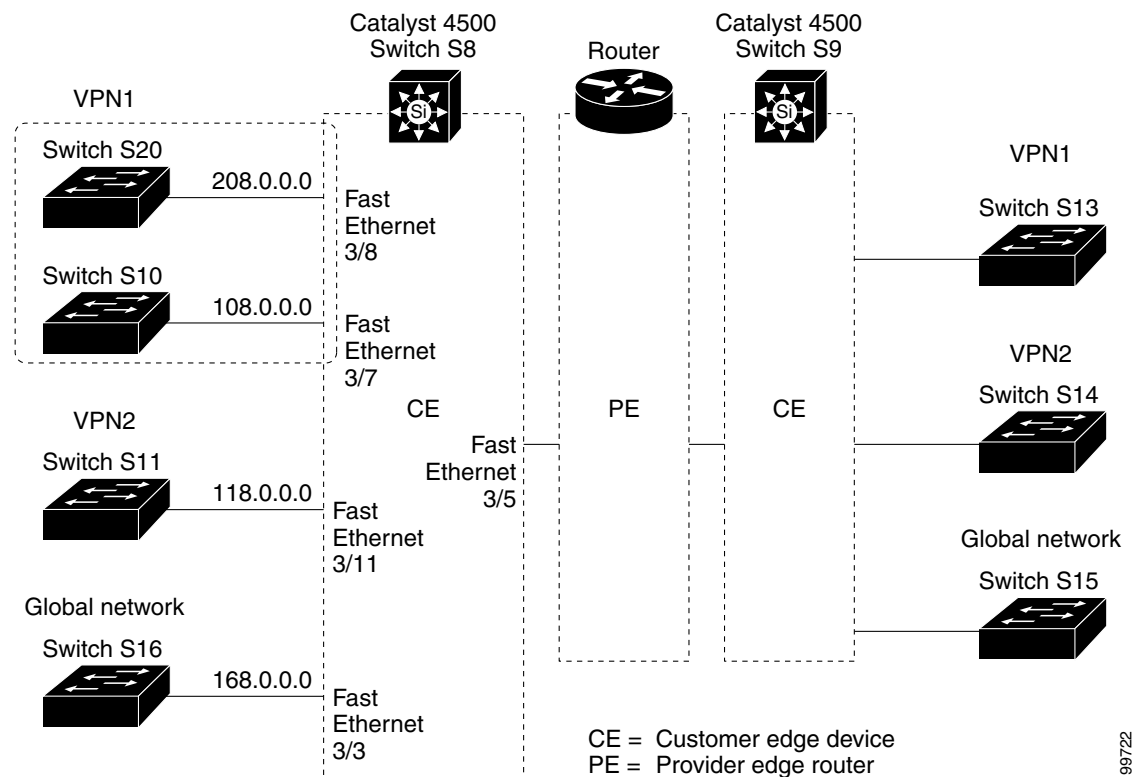 Catalyst 4500
Switch S8
Router
Catalyst 4500
Switch S9
Si
Si
VPN1
Switch S20
208.0.0.0
Fast
Ethernet
3/8
Switch S10
108.0.0.0
Fast
Ethernet
3/7
VPN2
Switch S11
118.0.0.0
Fast
Ethernet
3/11
Global network
Switch S16
168.0.0.0
Fast
Ethernet
3/3
CE
Fast
Ethernet
3/5
PE
CE
VPN1
Switch S13
VPN2
Switch S14
Global network
Switch S15
CE = Customer edge device
PE = Provider edge router
99722